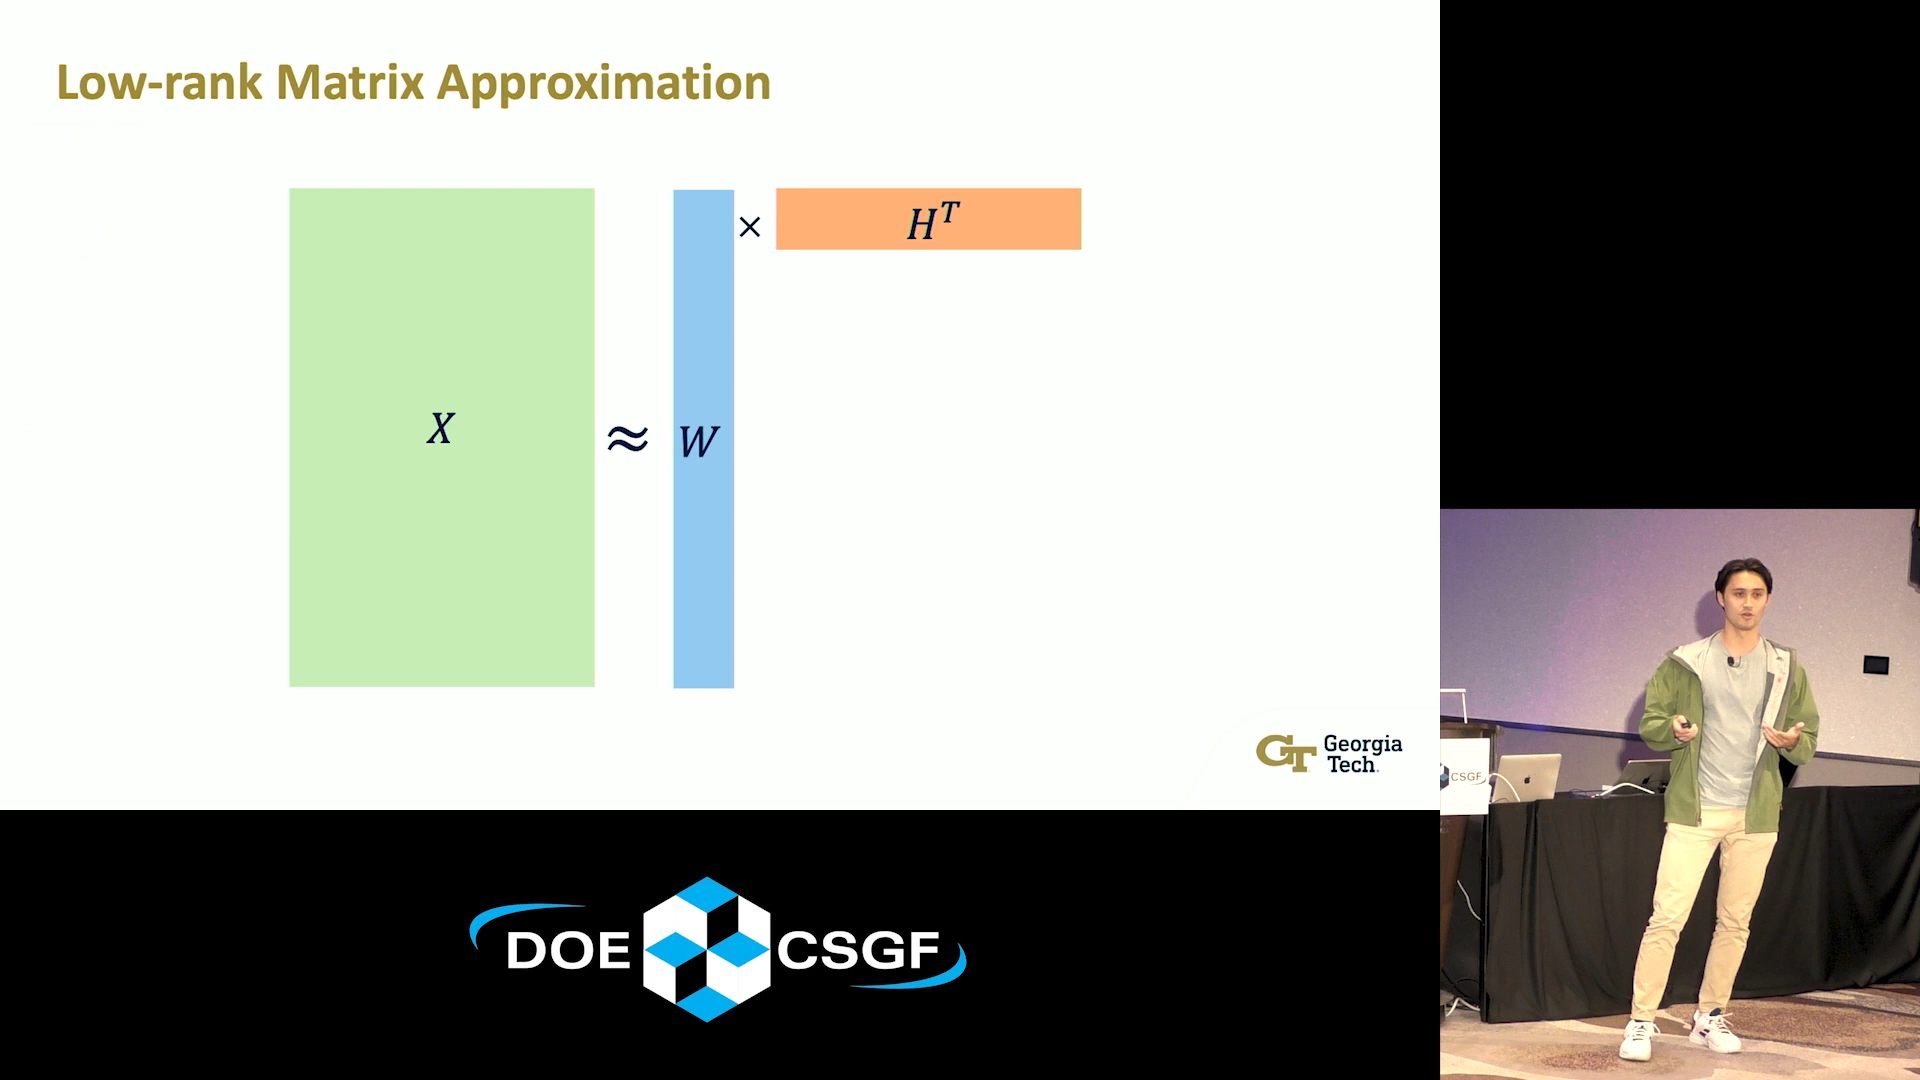 Low-rank Matrix Approximation
X
≈
W
×
H^T
Georgia
Tech
DOE CSGF
CSGF